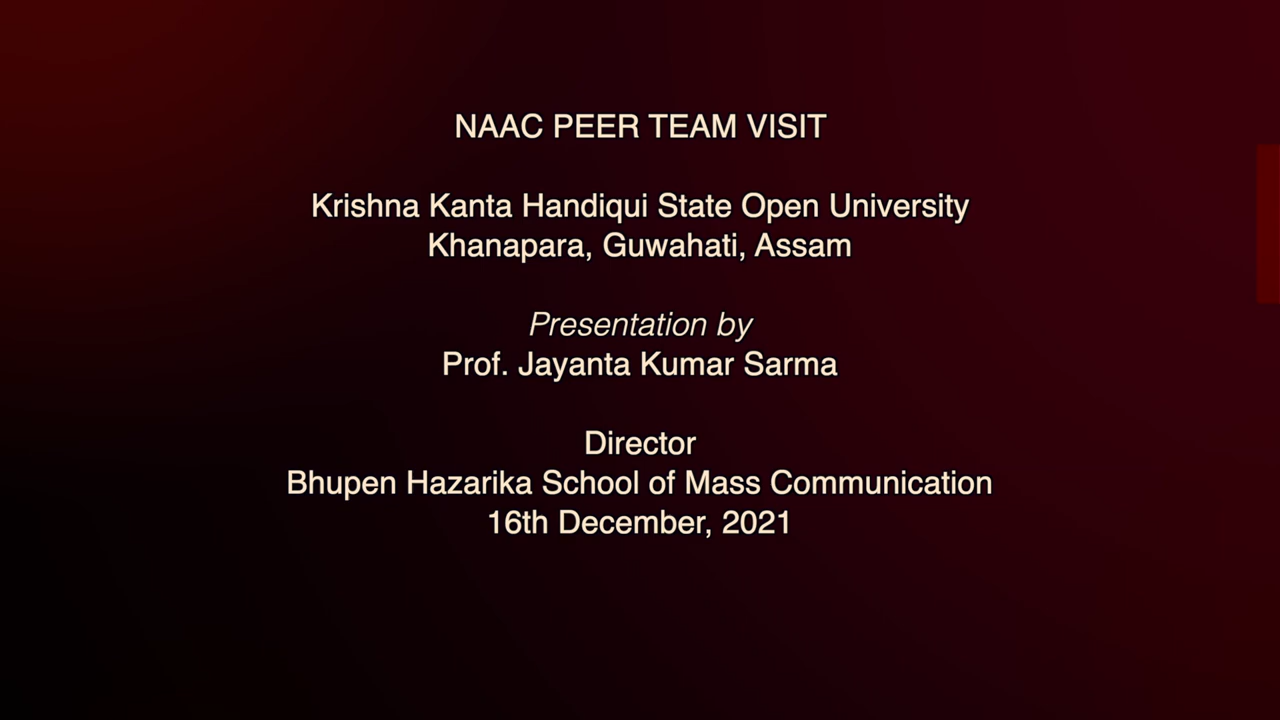 NAAC PEER TEAM VISIT
Krishna Kanta Handiqui State Open University
Khanapara, Guwahati, Assam
Presentation by
Prof. Jayanta Kumar Sarma
Director
Bhupen Hazarika School of Mass Communication
16th December, 2021